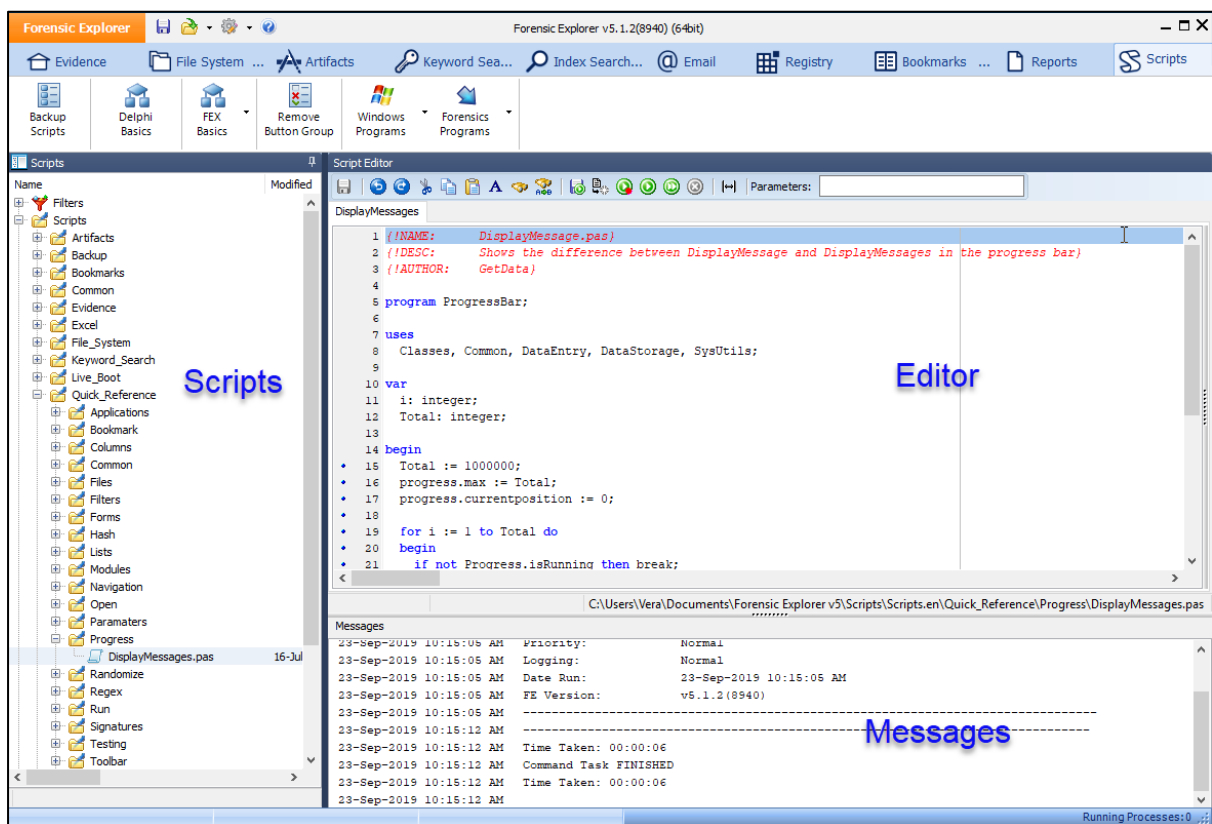 Forensic Explorer
Forensic Explorer v5.1.2(8940) (64bit)
Evidence
File System ...
Artifacts
Keyword Sea...
Index Search...
Email
Registry
Bookmarks ...
Reports
Scripts
Backup Scripts
Delphi Basics
FEX Basics
Remove Button Group
Windows Programs
Forensics Programs
Scripts
Name Modified
Filters
Scripts
Artifacts
Backup
Bookmarks
Common
Evidence
Excel
File_System
Keyword_Search
Live_Boot
Quick_Reference
Applications
Bookmark
Columns
Common
Files
Filters
Forms
Hash
Lists
Modules
Navigation
Open
Paramaters
Progress
DisplayMessages.pas 16-Jul
Randomize
Regex
Run
Signatures
Testing
Toolbar
Scripts
Script Editor
Parameters:
DisplayMessages
1 {!NAME: DisplayMessage.pas}
2 {!DESC: Shows the difference between DisplayMessage and DisplayMessages in the progress bar}
3 {!AUTHOR: GetData}
4
5 program ProgressBar;
6
7 uses
8 Classes, Common, DataEntry, DataStorage, SysUtils;
9
10 var
11 i: integer;
12 Total: integer;
13
14 begin
15 Total := 1000000;
16 progress.max := Total;
17 progress.currentposition := 0;
18
19 for i := 1 to Total do
20 begin
21 if not Progress.isRunning then break;
Editor
C:\Users\Vera\Documents\Forensic Explorer v5\Scripts\Scripts.en\Quick_Reference\Progress\DisplayMessages.pas
Messages
23-Sep-2019 10:15:05 AM Priority: Normal
23-Sep-2019 10:15:05 AM Logging: Normal
23-Sep-2019 10:15:05 AM Date Run: 23-Sep-2019 10:15:05 AM
23-Sep-2019 10:15:05 AM FE Version: v5.1.2(8940)
23-Sep-2019 10:15:05 AM --------------------------------------------------------------------------------
23-Sep-2019 10:15:12 AM --------------------------------------------------------------------------------
23-Sep-2019 10:15:12 AM Time Taken: 00:00:06
23-Sep-2019 10:15:12 AM Command Task FINISHED
23-Sep-2019 10:15:12 AM Time Taken: 00:00:06
23-Sep-2019 10:15:12 AM
Messages
Running Processes:0